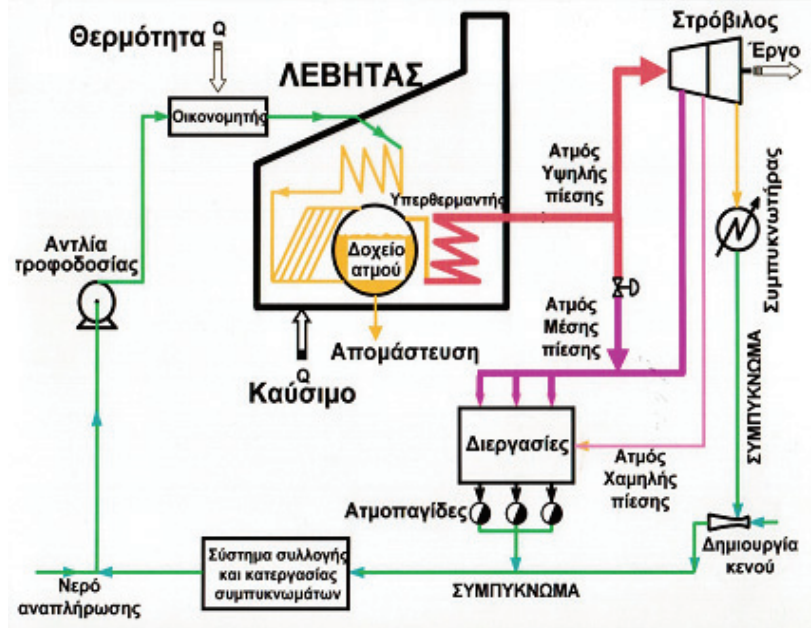 Στρόβιλος
Θερμότητα Q
Έργο
ΛΕΒΗΤΑΣ
Οικονομητής
Ατμός
Υψηλής
πίεσης
Υπερθερμαντής
Συμπυκνωτήρας
Αντλία
τροφοδοσίας
Δοχείο
ατμού
Ατμός
Μέσης
πίεσης
Απομάστευση
Q
Καύσιμο
ΣΥΜΠΥΚΝΩΜΑ
Διεργασίες
Ατμός
Χαμηλής
πίεσης
Ατμοπαγίδες
Δημιουργία
κενού
Σύστημα συλλογής
και κατεργασίας
συμπυκνωμάτων
Νερό
αναπλήρωσης
ΣΥΜΠΥΚΝΩΜΑ